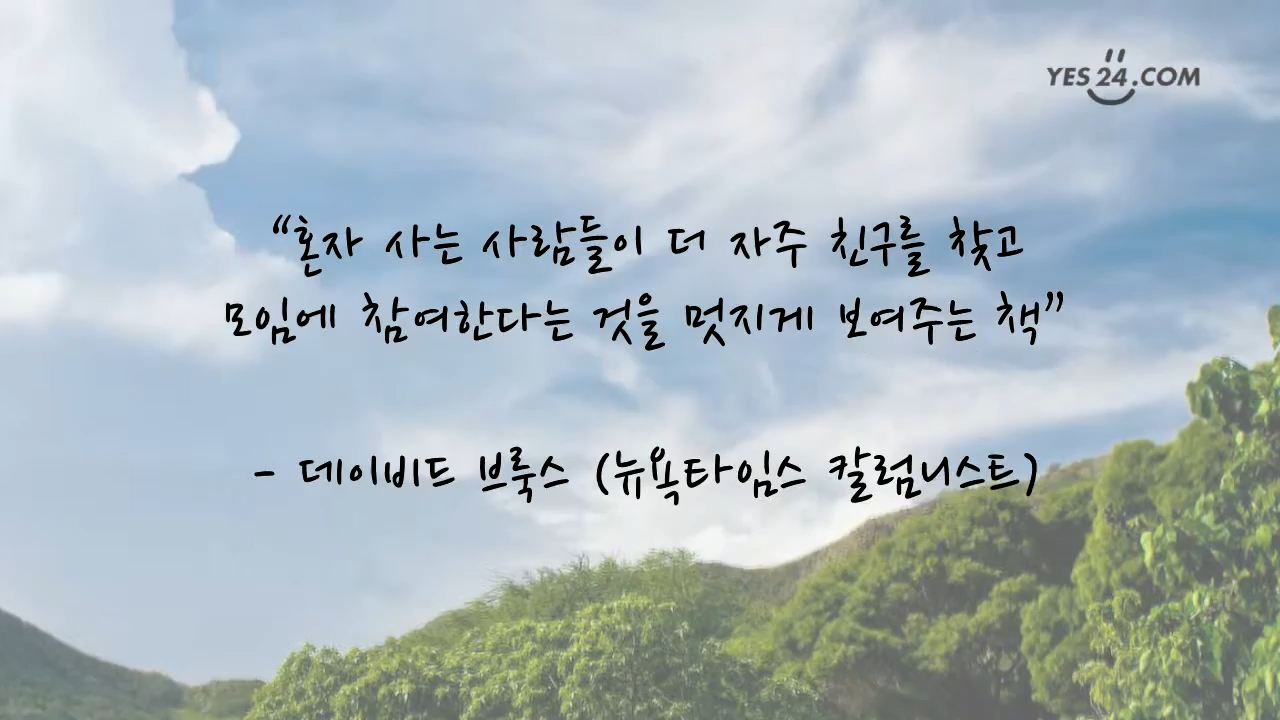 YES24.COM
“혼자 사는 사람들이 더 자주 친구를 찾고
모임에 참여한다는 것을 멋지게 보여주는 책”
- 데이비드 브룩스 (뉴욕타임스 칼럼니스트)